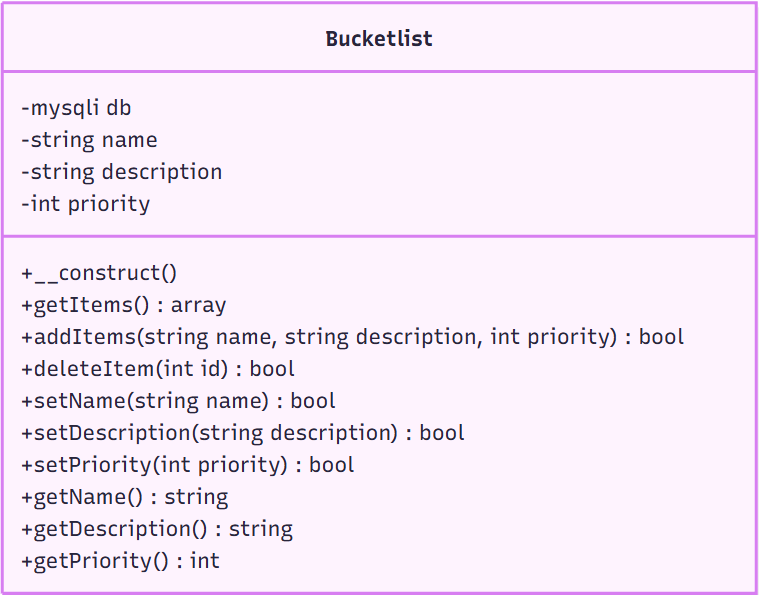 Bucketlist
-mysqli db
-string name
-string description
-int priority
+__construct()
+getItems() : array
+addItems(string name, string description, int priority) : bool
+deleteItem(int id) : bool
+setName(string name) : bool
+setDescription(string description) : bool
+setPriority(int priority) : bool
+getName() : string
+getDescription() : string
+getPriority() : int